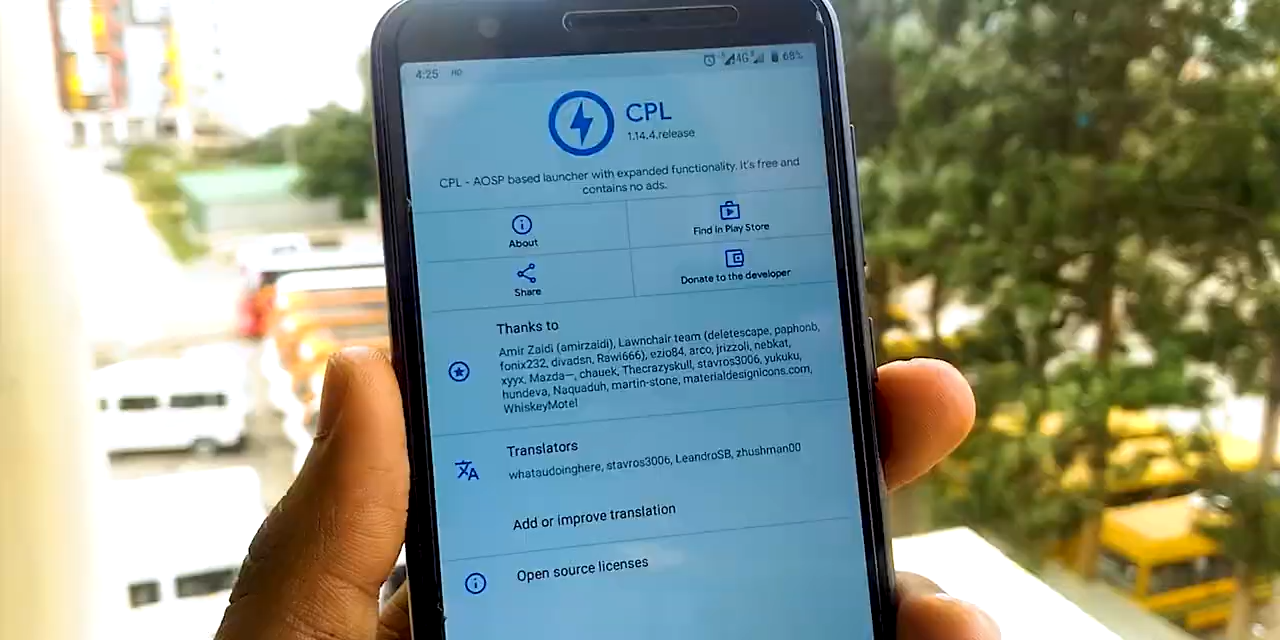 4:25 HD 4G 68%
CPL
1.14.4.release
CPL - AOSP based launcher with expanded functionality. it's free and
contains no ads.
About
Find in Play Store
Share
Donate to the developer
Thanks to
Amir Zaidi (amirzaidi), Lawnchair team (deletescape, paphonb,
fonix232, divadsn, Rawi666), ezio84, arco, jrizzoli, nebkat,
xyyx, Mazda—, chauek, Thecrazyskull, stavros3006, yukuku,
hundeva, Naquaduh, martin-stone, materialdesignicons.com,
WhiskeyMotel
Translators
whataudoinghere, stavros3006, LeandroSB, zhushman00
Add or improve translation
Open source licenses